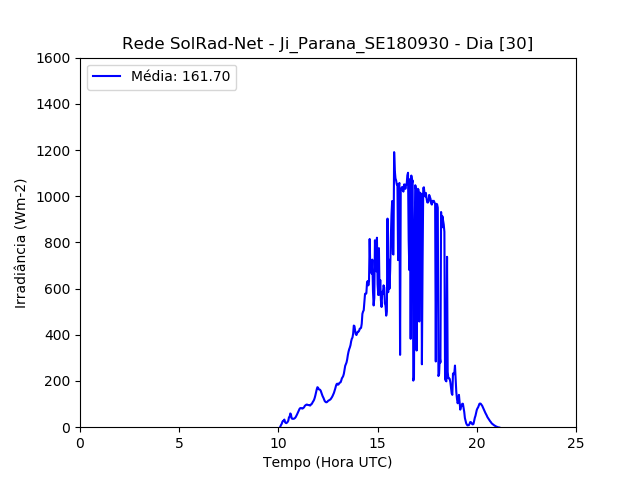 Rede SolRad-Net - Ji_Parana_SE180930 - Dia [30]
Média: 161.70
Irradiância (Wm-2)
1600
1400
1200
1000
800
600
400
200
0
0 5 10 15 20 25
Tempo (Hora UTC)